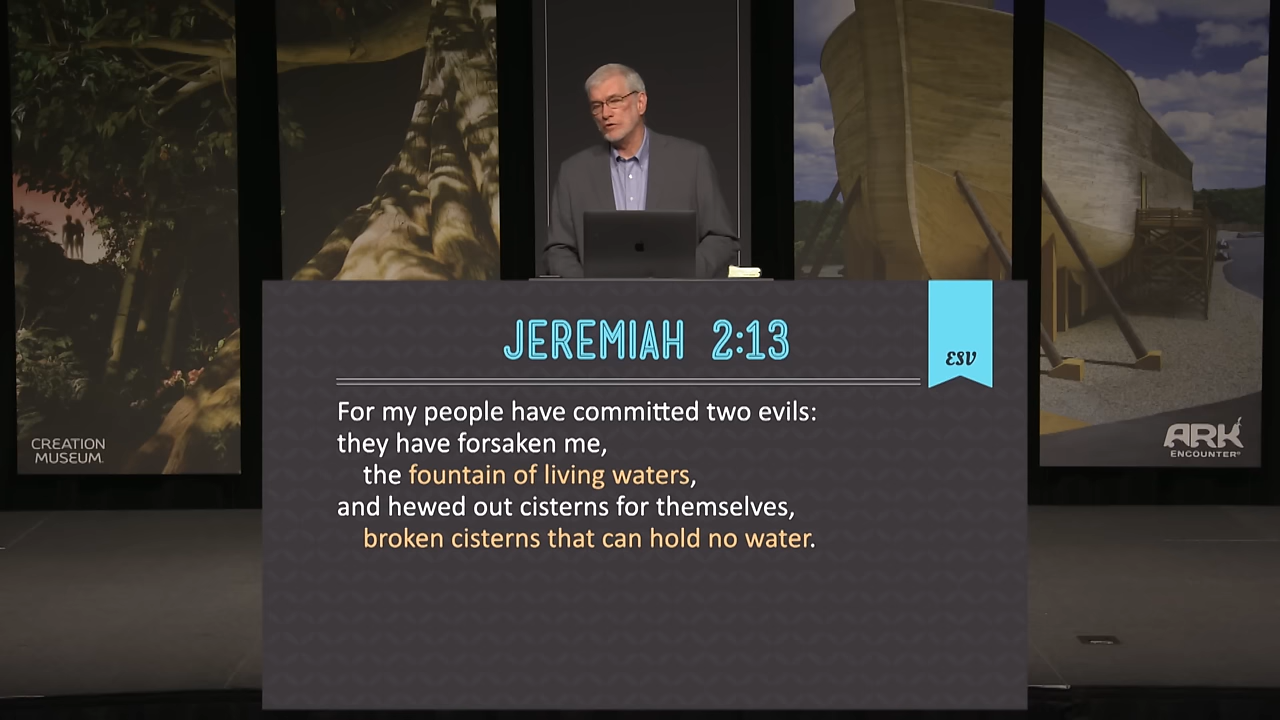 JEREMIAH 2:13
ESV
For my people have committed two evils:
they have forsaken me,
the fountain of living waters,
and hewed out cisterns for themselves,
broken cisterns that can hold no water.
CREATION
MUSEUM
ARK
ENCOUNTER